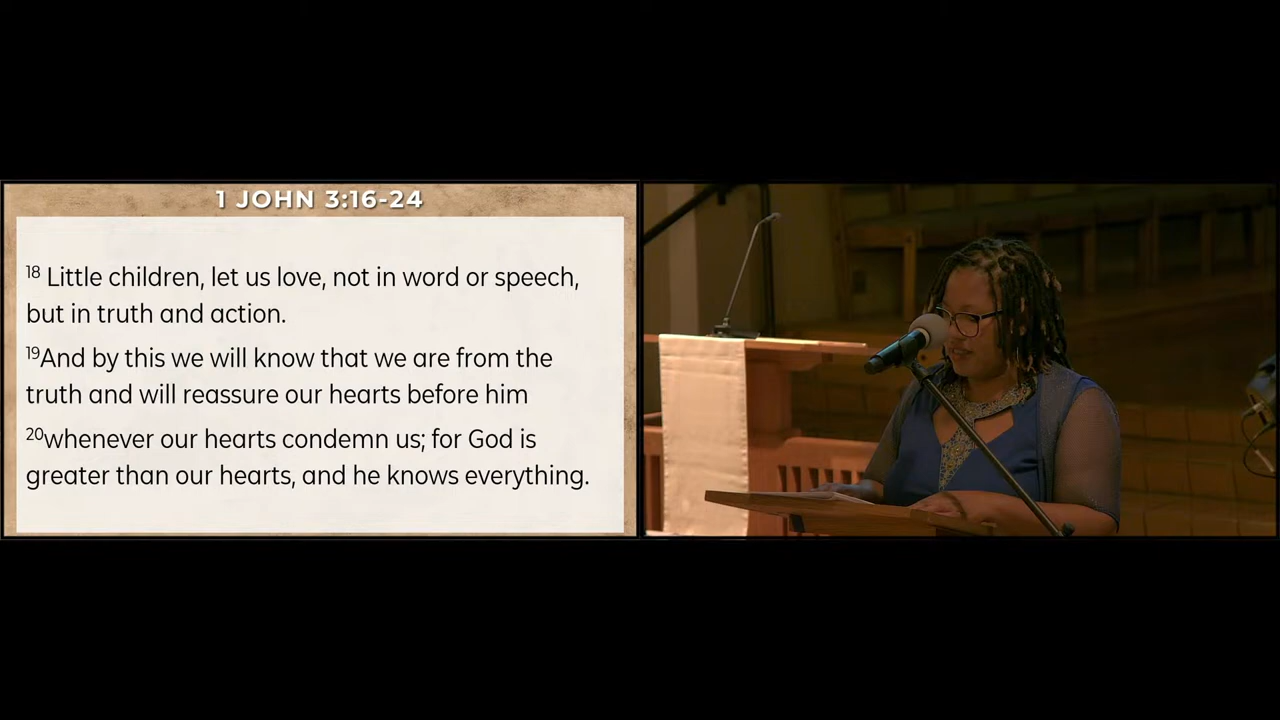 1 JOHN 3:16-24
18 Little children, let us love, not in word or speech,
but in truth and action.
19And by this we will know that we are from the
truth and will reassure our hearts before him
20whenever our hearts condemn us; for God is
greater than our hearts, and he knows everything.